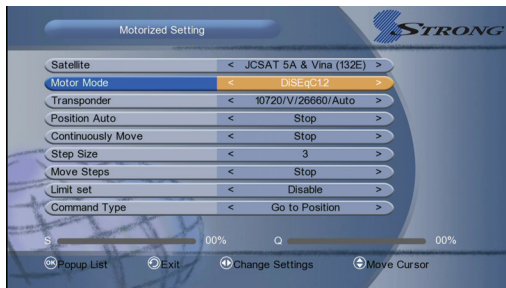 Motorized Setting
STRONG
Satellite < JCSAT 5A & Vina (132E) >
Motor Mode < DiSEqC1.2 >
Transponder < 10720/V/26660/Auto >
Position Auto < Stop >
Continuously Move < Stop >
Step Size < 3 >
Move Steps < Stop >
Limit set < Disable >
Command Type < Go to Position >
S 00% Q 00%
OK Popup List Exit Change Settings Move Cursor